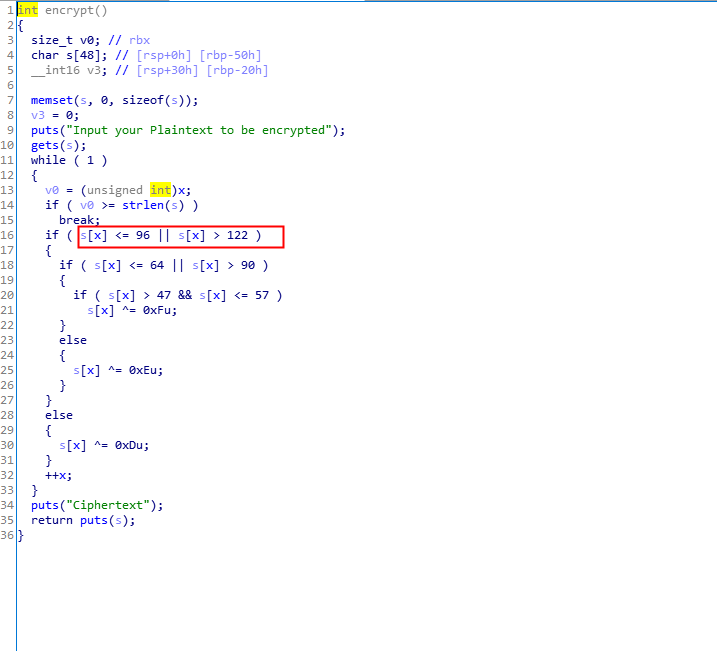 1 int encrypt()
2 {
3 size_t v0; // rbx
4 char s[48]; // [rsp+0h] [rbp-50h]
5 __int16 v3; // [rsp+30h] [rbp-20h]
6
7 memset(s, 0, sizeof(s));
8 v3 = 0;
9 puts("Input your Plaintext to be encrypted");
10 gets(s);
11 while ( 1 )
12 {
13 v0 = (unsigned int)x;
14 if ( v0 >= strlen(s) )
15 break;
16 if ( s[x] <= 96 || s[x] > 122 )
17 {
18 if ( s[x] <= 64 || s[x] > 90 )
19 {
20 if ( s[x] > 47 && s[x] <= 57 )
21 s[x] ^= 0xFu;
22 }
23 else
24 {
25 s[x] ^= 0xEu;
26 }
27 }
28 else
29 {
30 s[x] ^= 0xDu;
31 }
32 ++x;
33 }
34 puts("Ciphertext");
35 return puts(s);
36 }